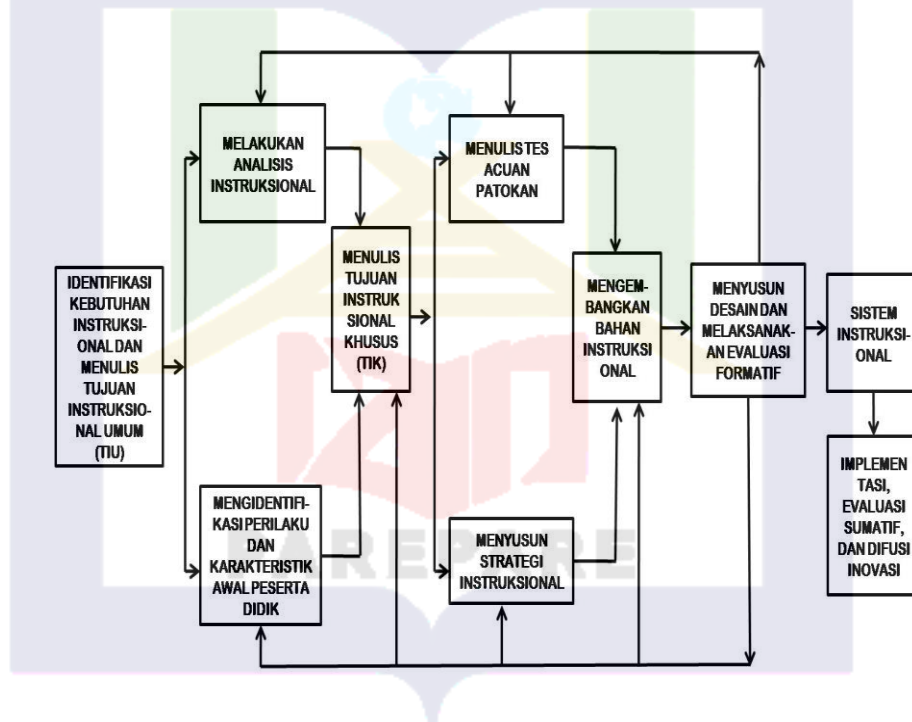 IDENTIFIKASI
KEBUTUHAN
INSTRUKSI-
ONAL DAN
MENULIS
TUJUAN
INSTRUKSIO-
NAL UMUM
(TIU)
MELAKUKAN
ANALISIS
INSTRUKSIONAL
MENGIDENTIFI-
KASI PERILAKU
DAN
KARAKTERISTIK
AWAL PESERTA
DIDIK
MENULIS
TUJUAN
INSTRUK
SIONAL
KHUSUS
(TIK)
MENULIS TES
ACUAN
PATOKAN
MENYUSUN
STRATEGI
INSTRUKSIONAL
MENGEM-
BANGKAN
BAHAN
INSTRUKSI
ONAL
MENYUSUN
DESAIN DAN
MELAKSANAK-
AN EVALUASI
FORMATIF
SISTEM
INSTRUKSI-
ONAL
IMPLEMEN
TASI,
EVALUASI
SUMATIF,
DAN DIFUSI
INOVASI
PAREPARE